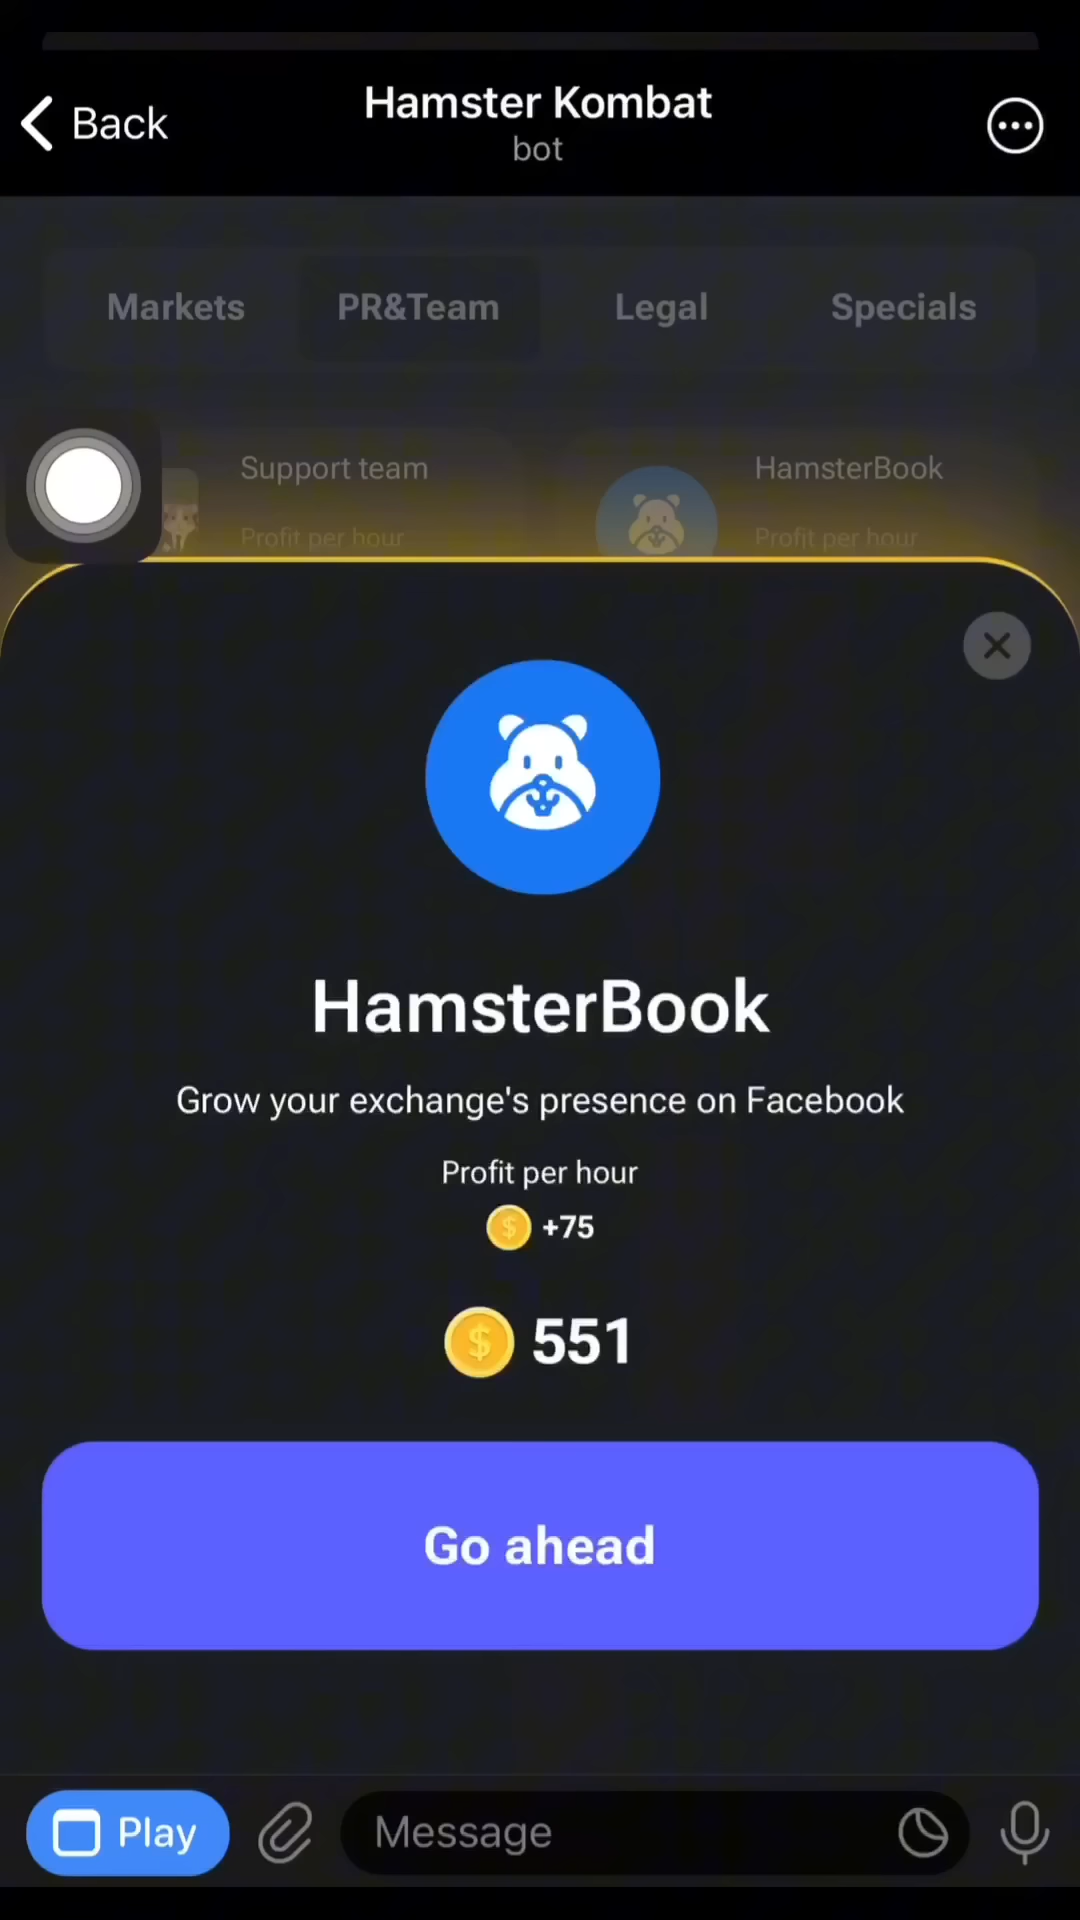 Back
Hamster Kombat
bot
Markets
PR&Team
Legal
Specials
Support team
Profit per hour
HamsterBook
Profit per hour
HamsterBook
Grow your exchange's presence on Facebook
Profit per hour
+75
551
Go ahead
Play
Message